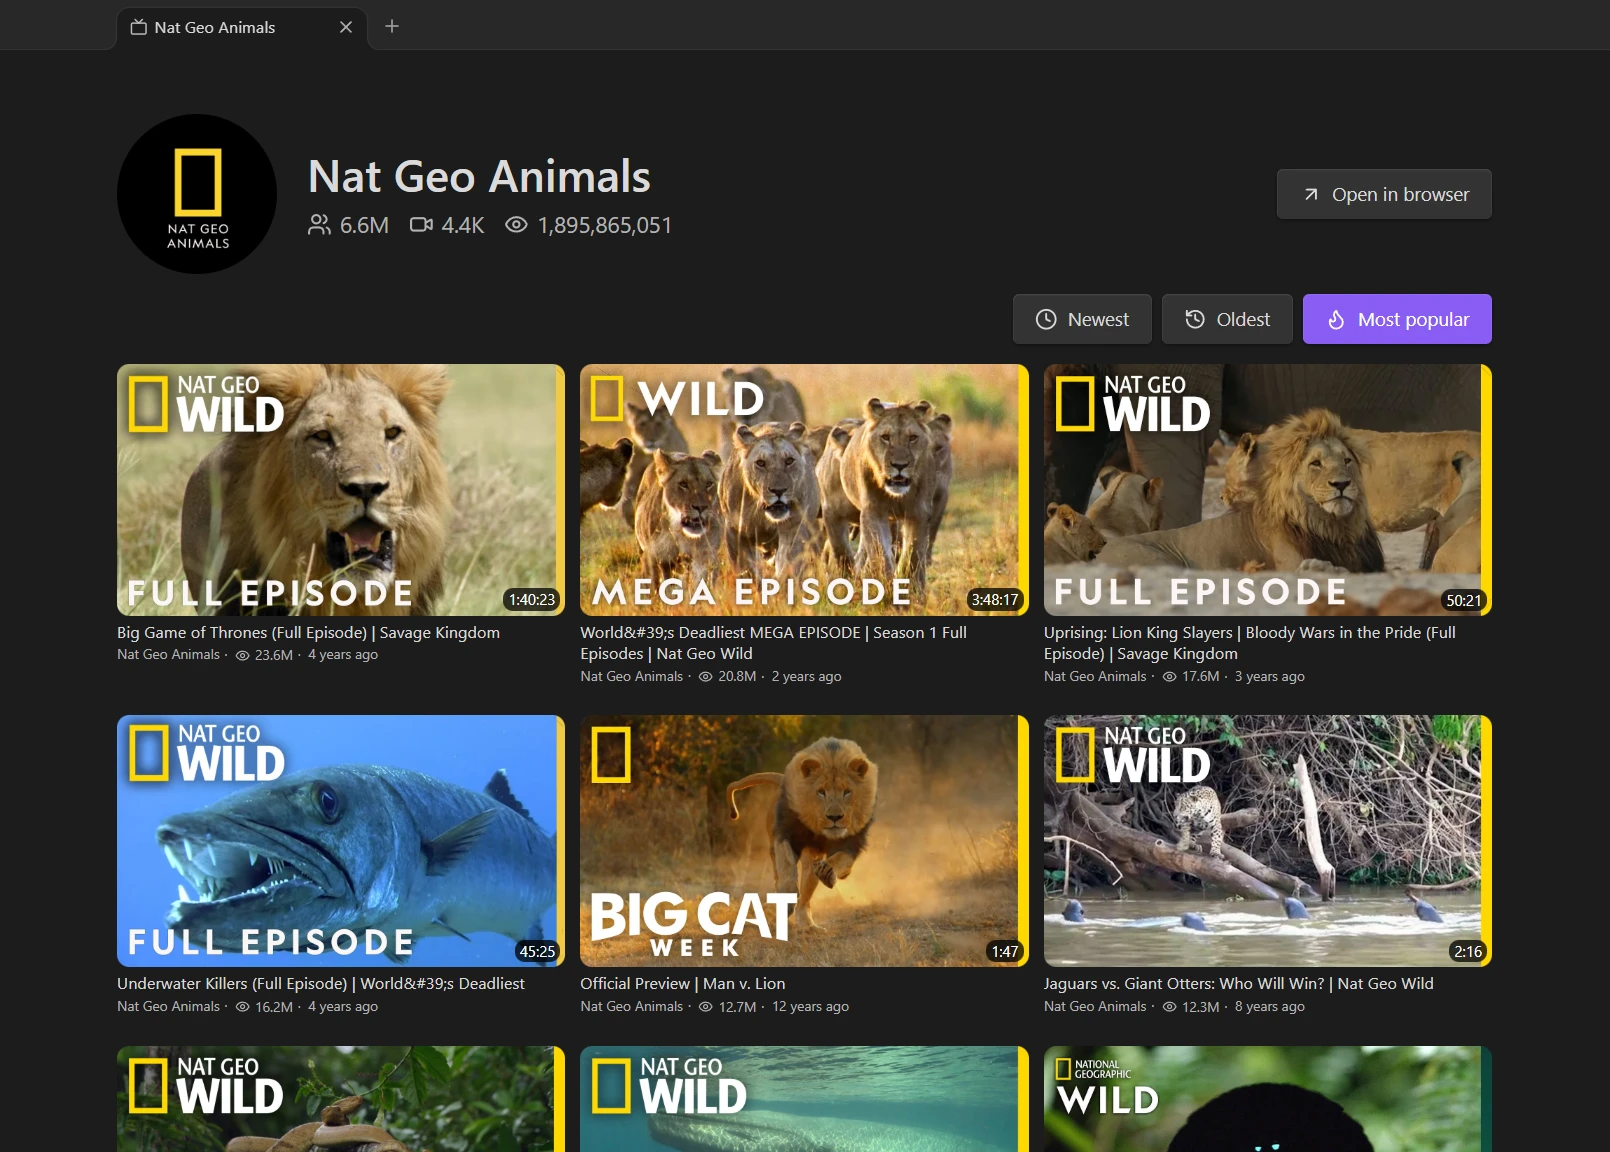 Nat Geo Animals
NAT GEO
ANIMALS
Nat Geo Animals
6.6M 4.4K 1,895,865,051
Open in browser
Newest
Oldest
Most popular
NAT GEO
WILD
FULL EPISODE
1:40:23
Big Game of Thrones (Full Episode) | Savage Kingdom
Nat Geo Animals · 23.6M · 4 years ago
WILD
MEGA EPISODE
3:48:17
World&#39;s Deadliest MEGA EPISODE | Season 1 Full
Episodes | Nat Geo Wild
Nat Geo Animals · 20.8M · 2 years ago
NAT GEO
WILD
FULL EPISODE
50:21
Uprising: Lion King Slayers | Bloody Wars in the Pride (Full
Episode) | Savage Kingdom
Nat Geo Animals · 17.6M · 3 years ago
NAT GEO
WILD
FULL EPISODE
45:25
Underwater Killers (Full Episode) | World&#39;s Deadliest
Nat Geo Animals · 16.2M · 4 years ago
BIG CAT
WEEK
1:47
Official Preview | Man v. Lion
Nat Geo Animals · 12.7M · 12 years ago
NAT GEO
WILD
2:16
Jaguars vs. Giant Otters: Who Will Win? | Nat Geo Wild
Nat Geo Animals · 12.3M · 8 years ago
NAT GEO
WILD
NAT GEO
WILD
NATIONAL
GEOGRAPHIC
WILD